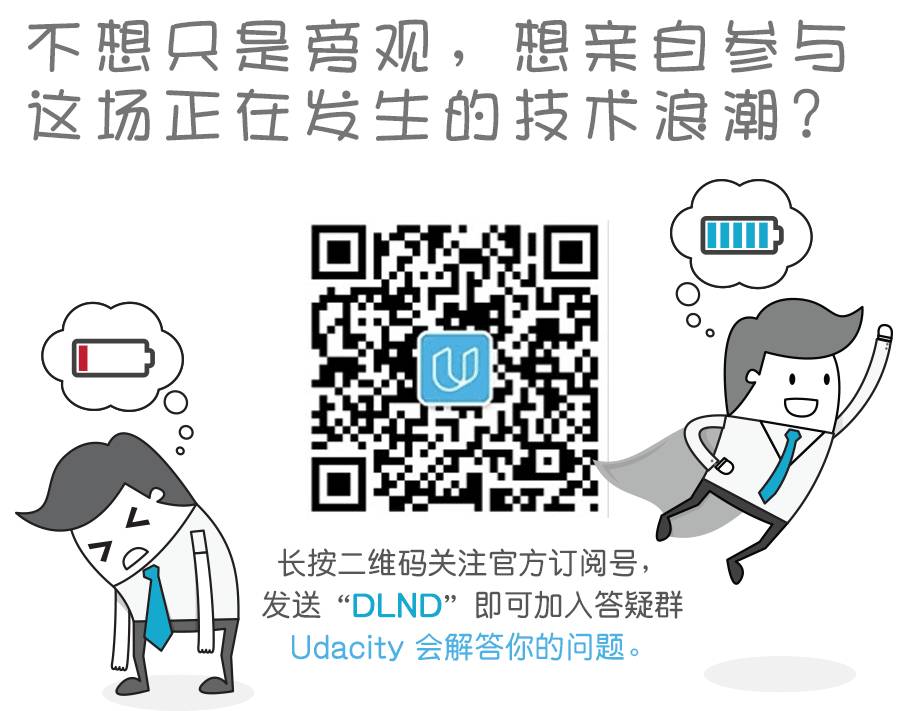 不想只是旁观，想亲自参与
这场正在发生的技术浪潮？
长按二维码关注官方订阅号，
发送“DLND”即可加入答疑群
Udacity 会解答你的问题。